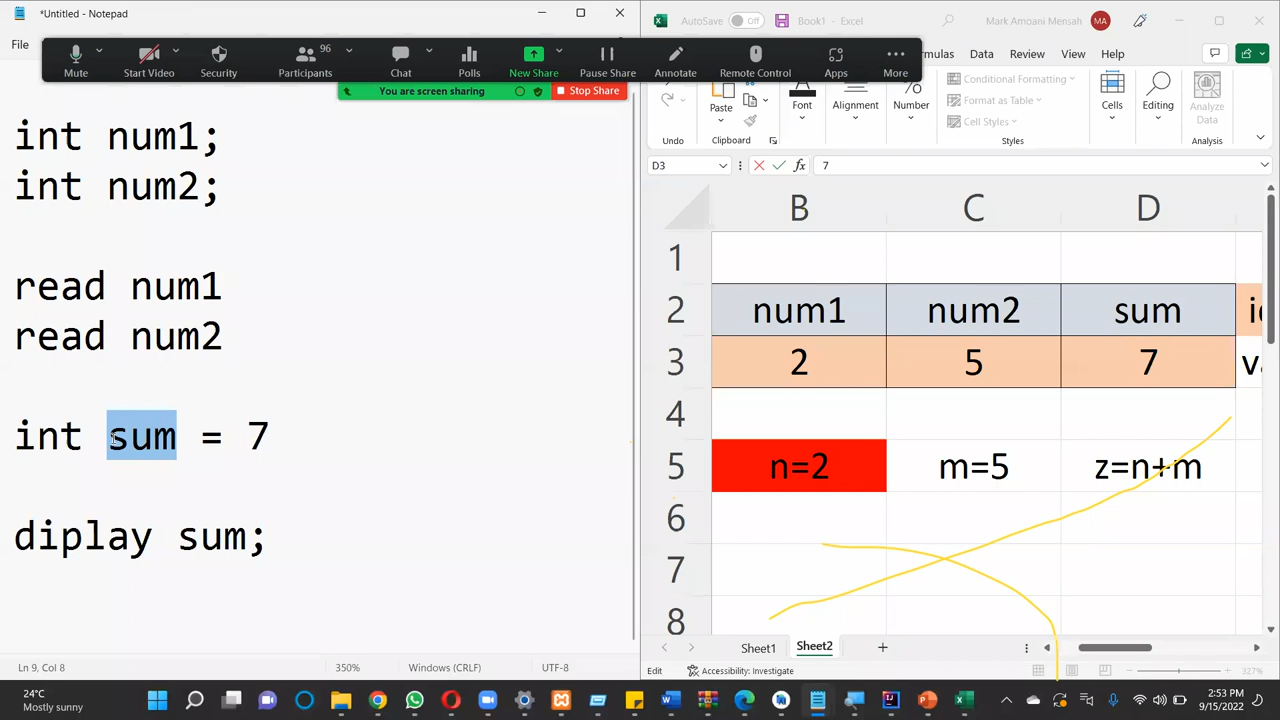 *Untitled - Notepad
File
Mute
Start Video
Security
96
Participants
Chat
Polls
New Share
Pause Share
Annotate
Remote Control
Apps
More
You are screen sharing
Stop Share
int num1;
int num2;
read num1
read num2
int sum = 7
diplay sum;
Ln 9, Col 8
350%
Windows (CRLF)
UTF-8
AutoSave
Off
Book1 - Excel
Mark Amoani Mensah
MA
Data
Review
View
Help
Undo
Paste
Clipboard
Font
Alignment
Number
Conditional Formatting
Format as Table
Cell Styles
Styles
Cells
Editing
Analyze
Data
Analysis
D3
fx
7
B C D
1
2 num1 num2 sum
3 2 5 7
4
5 n=2 m=5 z=n+m
6
7
8
Sheet1
Sheet2
Edit
Accessibility: Investigate
327%
24°C
Mostly sunny
2:53 PM
9/15/2022